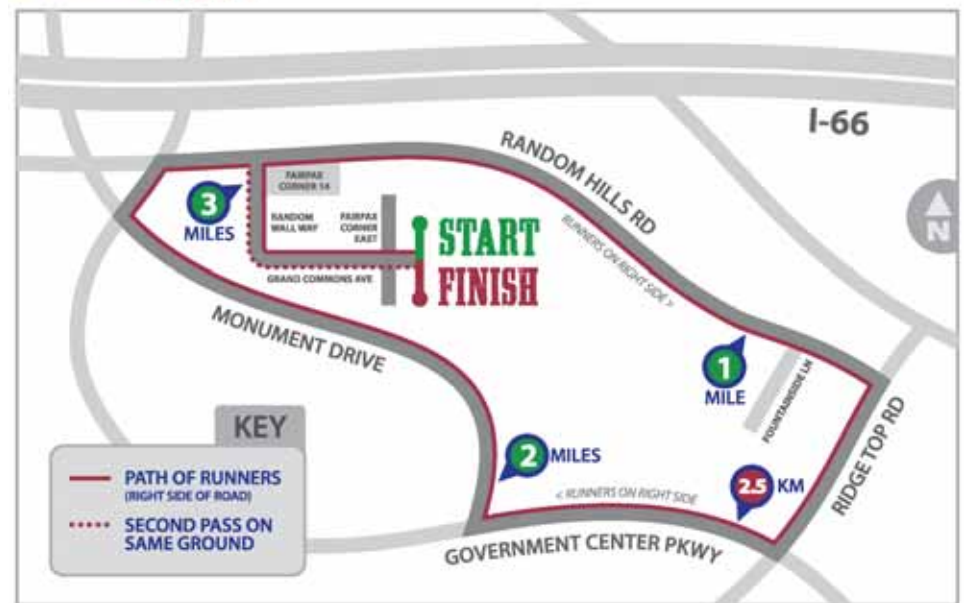 I-66
RANDOM HILLS RD
N
FAIRFAX
CORNER 14
3
MILES
RANDOM
WALL WAY
FAIRFAX
CORNER
EAST
START
FINISH
RUNNERS ON RIGHT SIDE >
GRAND COMMONS AVE
MONUMENT DRIVE
1
MILE
FOUNTAINSIDE LN
RIDGE TOP RD
KEY
PATH OF RUNNERS
(RIGHT SIDE OF ROAD)
SECOND PASS ON
SAME GROUND
2 MILES
2.5 KM
< RUNNERS ON RIGHT SIDE
GOVERNMENT CENTER PKWY